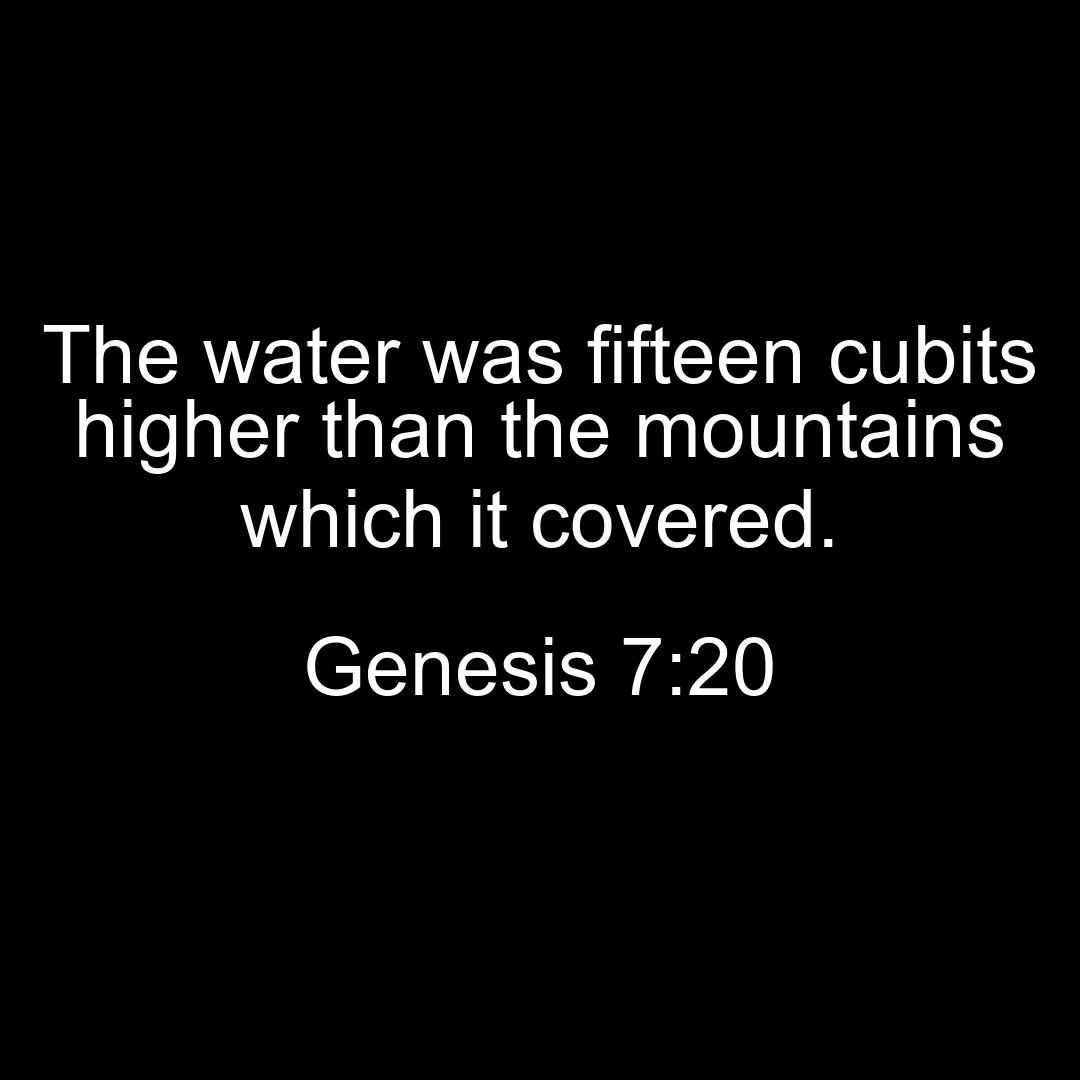 The water was fifteen cubits
higher than the mountains
which it covered.
Genesis 7:20